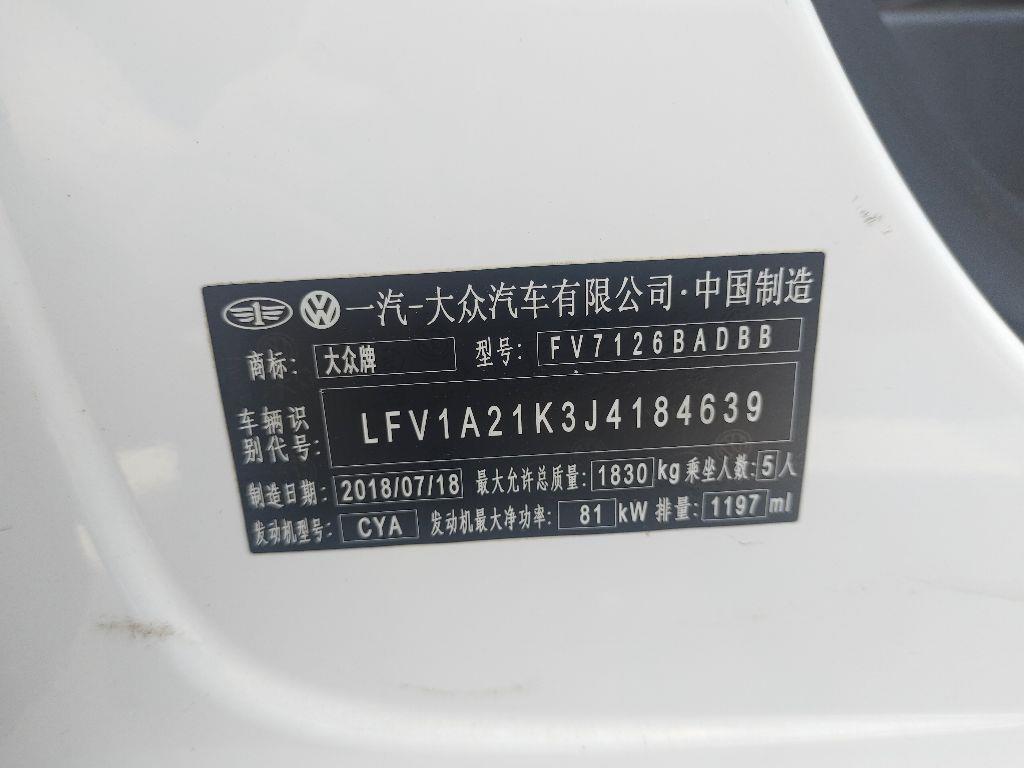 一汽-大众汽车有限公司·中国制造
商标: 大众牌 型号: FV7126BADBB
车辆识别代号: LFV1A21K3J4184639
制造日期: 2018/07/18 最大允许总质量: 1830 kg 乘坐人数: 5 人
发动机型号: CYA 发动机最大净功率: 81 kW 排量: 1197 ml